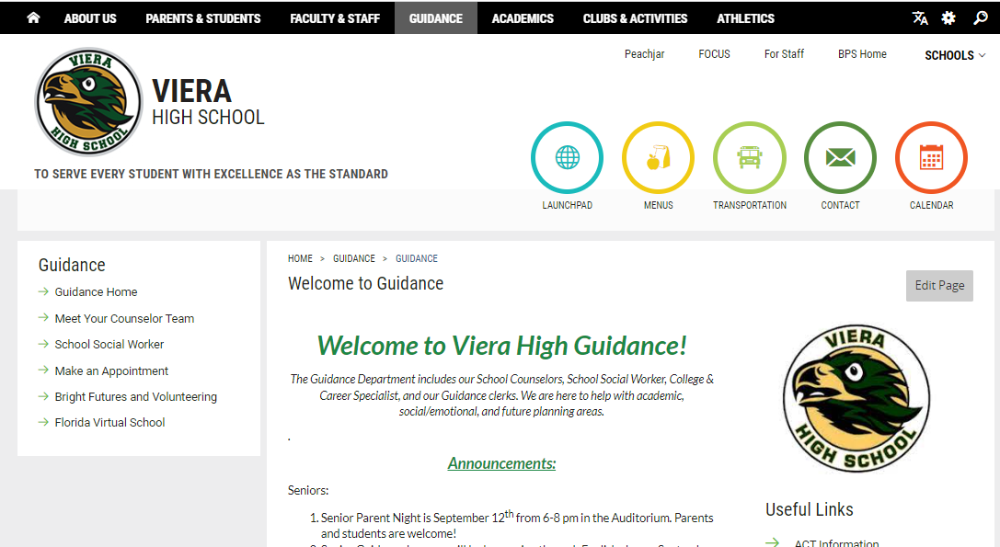 ABOUT US PARENTS & STUDENTS FACULTY & STAFF GUIDANCE ACADEMICS CLUBS & ACTIVITIES ATHLETICS
Peachjar FOCUS For Staff BPS Home SCHOOLS
VIERA
HIGH SCHOOL
VIERA
HIGH SCHOOL
TO SERVE EVERY STUDENT WITH EXCELLENCE AS THE STANDARD
LAUNCHPAD MENUS TRANSPORTATION CONTACT CALENDAR
Guidance
Guidance Home
Meet Your Counselor Team
School Social Worker
Make an Appointment
Bright Futures and Volunteering
Florida Virtual School
HOME > GUIDANCE > GUIDANCE
Welcome to Guidance
Edit Page
Welcome to Viera High Guidance!
The Guidance Department includes our School Counselors, School Social Worker, College &
Career Specialist, and our Guidance clerks. We are here to help with academic,
social/emotional, and future planning areas.
.
Announcements:
Seniors:
1. Senior Parent Night is September 12th from 6-8 pm in the Auditorium. Parents
and students are welcome!
VIERA
HIGH SCHOOL
Useful Links
ACT Information